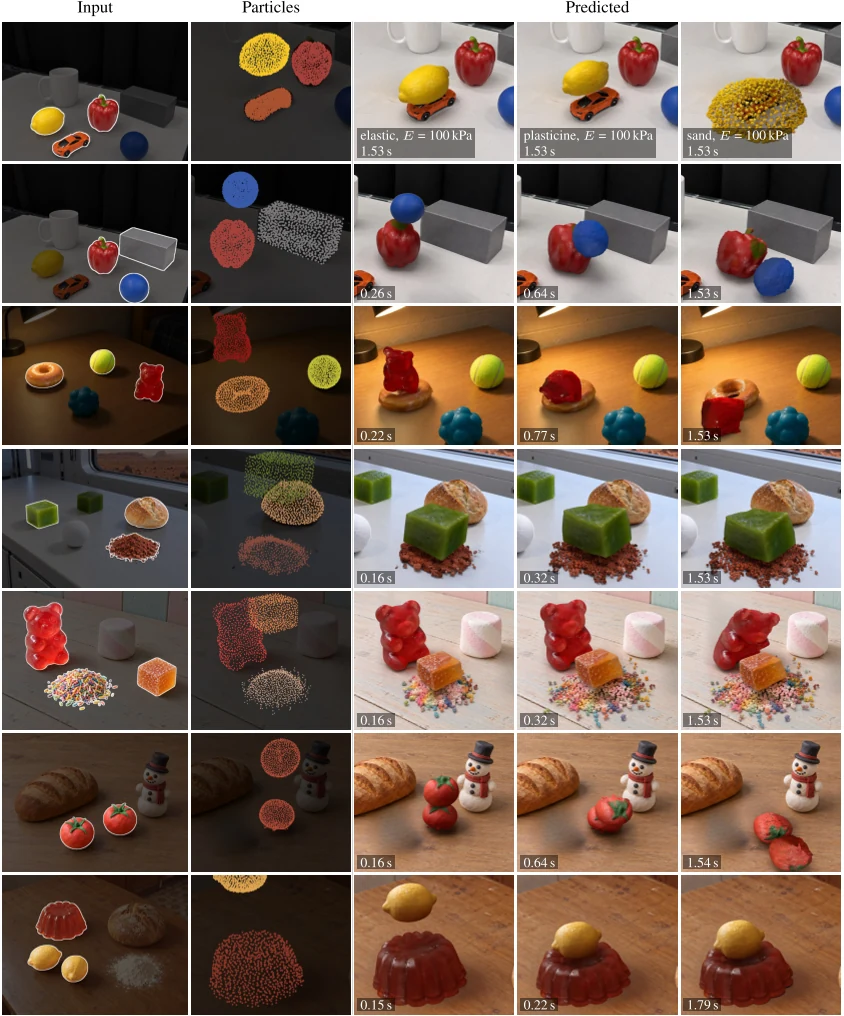 Input
Particles
Predicted
elastic, E = 100 kPa
1.53 s
plasticine, E = 100 kPa
1.53 s
sand, E = 100 kPa
1.53 s
0.26 s
0.64 s
1.53 s
0.22 s
0.77 s
1.53 s
0.16 s
0.32 s
1.53 s
0.16 s
0.32 s
1.53 s
0.16 s
0.64 s
1.54 s
0.15 s
0.22 s
1.79 s